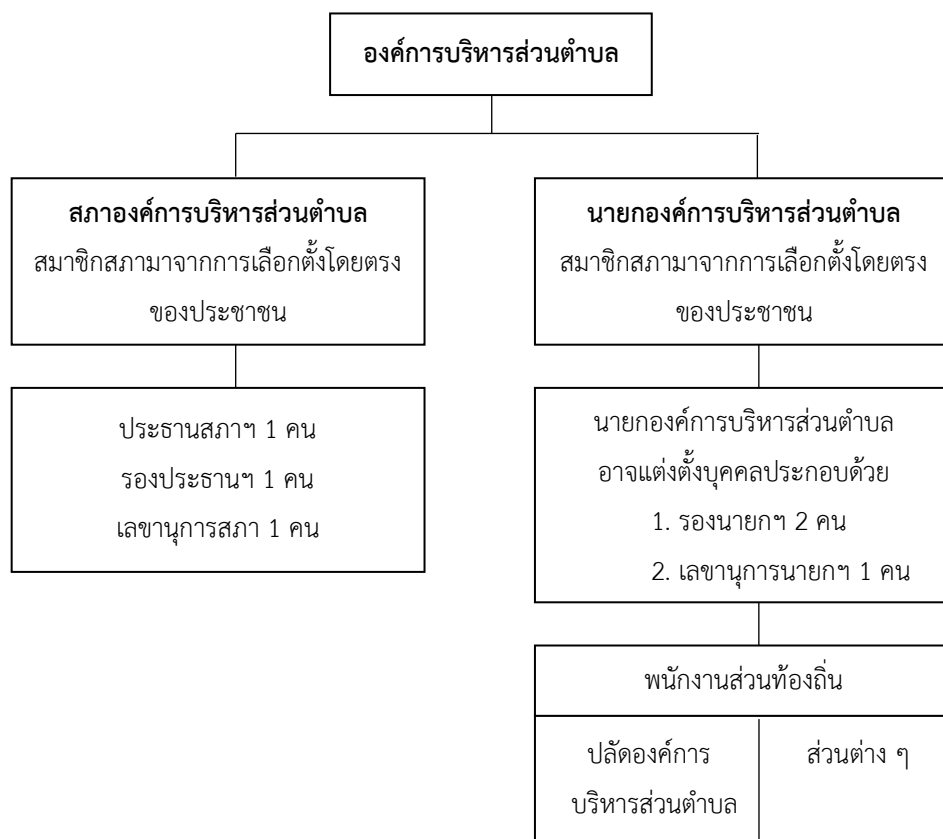 องค์การบริหารส่วนตำบล
สภาองค์การบริหารส่วนตำบล
สมาชิกสภามาจากการเลือกตั้งโดยตรง
ของประชาชน
นายกองค์การบริหารส่วนตำบล
สมาชิกสภามาจากการเลือกตั้งโดยตรง
ของประชาชน
ประธานสภาฯ 1 คน
รองประธานฯ 1 คน
เลขานุการสภา 1 คน
นายกองค์การบริหารส่วนตำบล
อาจแต่งตั้งบุคคลประกอบด้วย
1. รองนายกฯ 2 คน
2. เลขานุการนายกฯ 1 คน
พนักงานส่วนท้องถิ่น
ปลัดองค์การ
บริหารส่วนตำบล
ส่วนต่าง ๆ